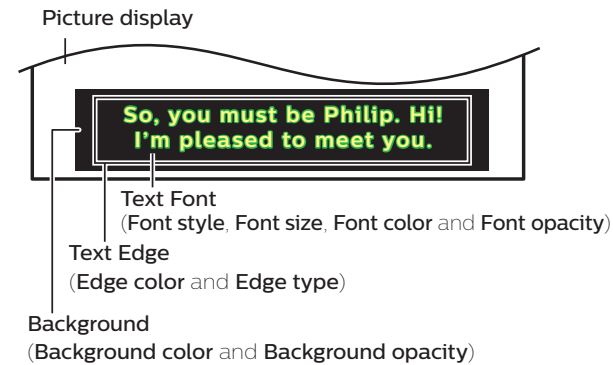 Picture display
So, you must be Philip. Hi!
I'm pleased to meet you.
Text Font
(Font style, Font size, Font color and Font opacity)
Text Edge
(Edge color and Edge type)
Background
(Background color and Background opacity)